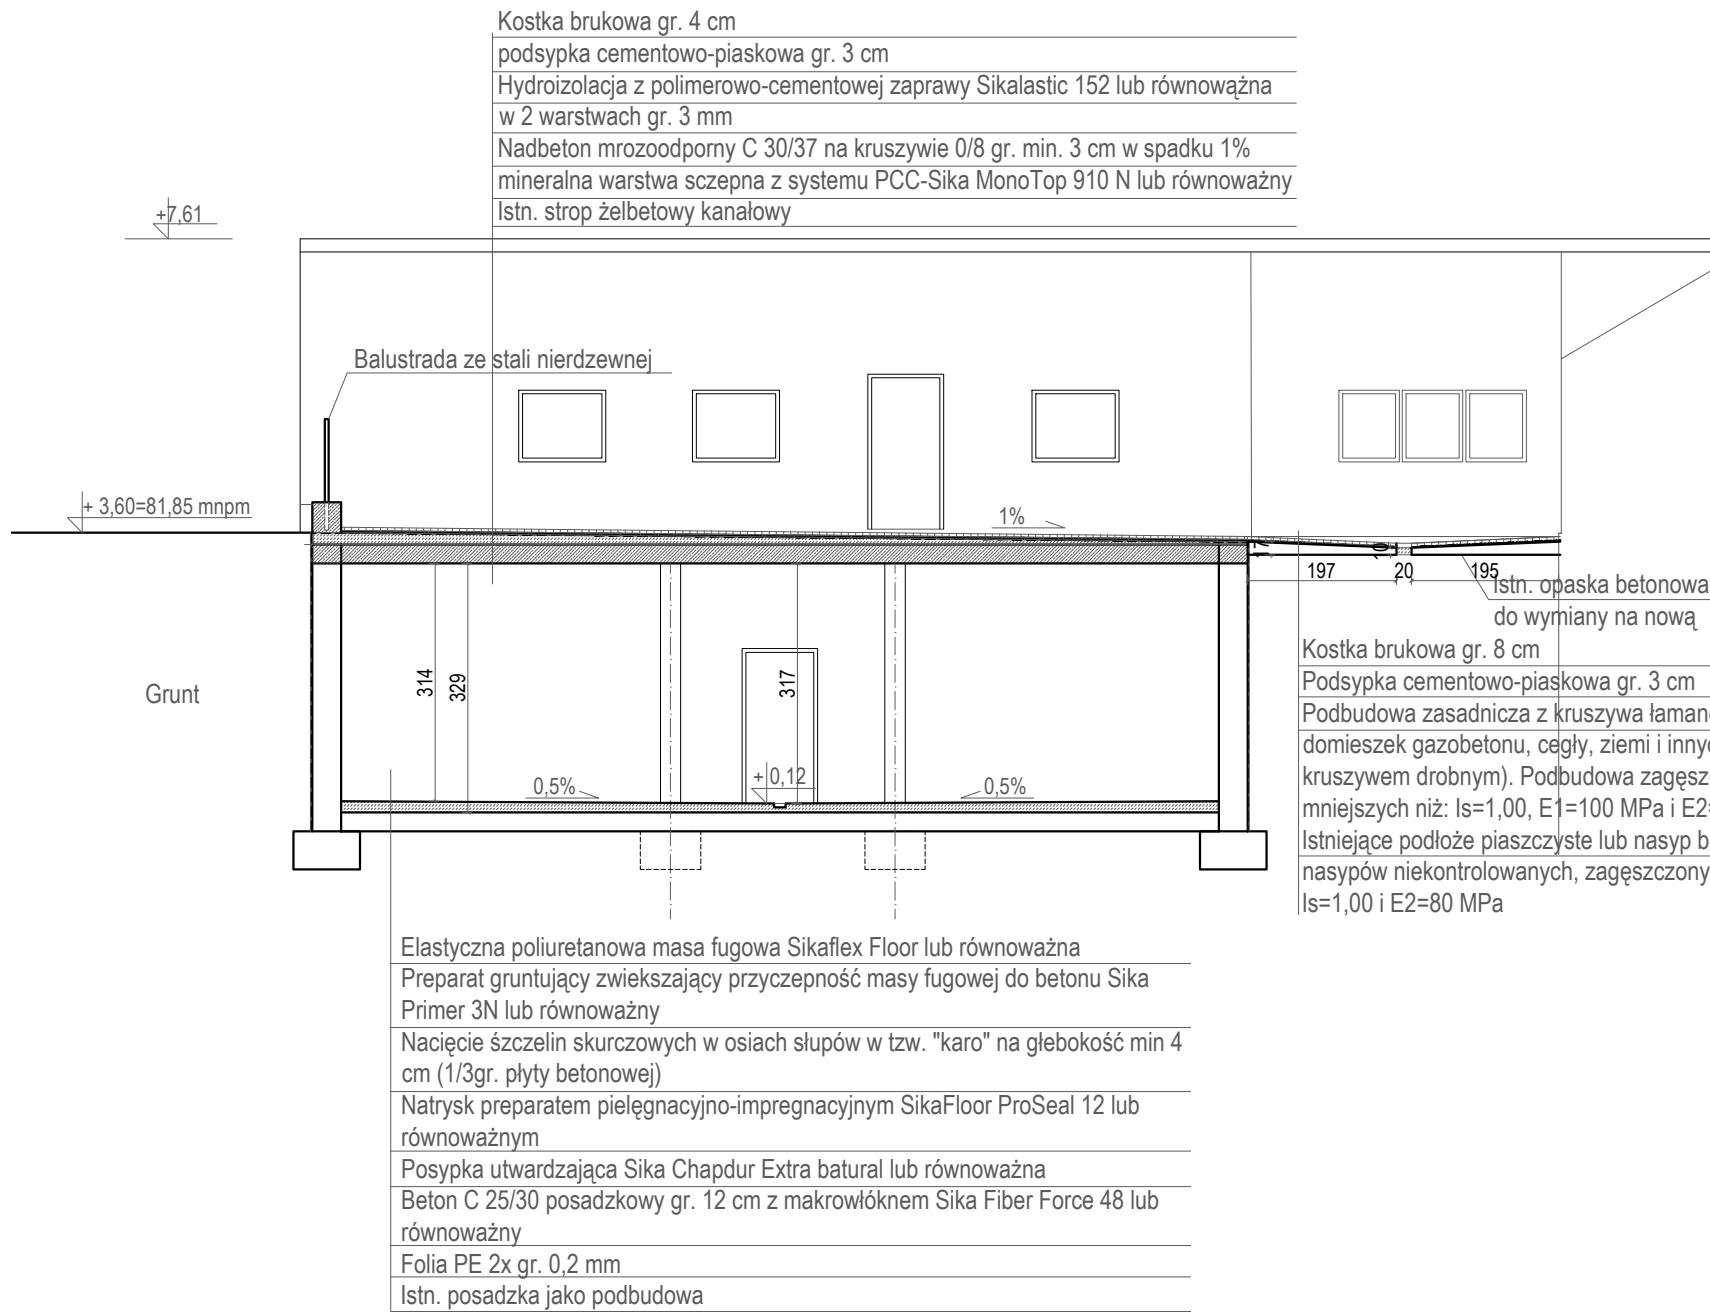 Kostka brukowa gr. 4 cm
podsypka cementowo-piaskowa gr. 3 cm
Hydroizolacja z polimerowo-cementowej zaprawy Sikalastic 152 lub równowążna
w 2 warstwach gr. 3 mm
Nadbeton mrozoodporny C 30/37 na kruszywie 0/8 gr. min. 3 cm w spadku 1%
mineralna warstwa sczepna z systemu PCC-Sika MonoTop 910 N lub równoważny
Istn. strop żelbetowy kanałowy
+7,61
Balustrada ze stali nierdzewnej
+ 3,60=81,85 mnpm
1%
17
10
197
20
195
Istn. opaska betonowa
do wymiany na nową
Grunt
314
329
317
0,5%
+ 0,12
0,5%
Kostka brukowa gr. 8 cm
Podsypka cementowo-piaskowa gr. 3 cm
Podbudowa zasadnicza z kruszywa
domieszek gazobetonu, cegły, ziemi i
kruszywem drobnym). Podbudowa
mniejszych niż: Is=1,00, E1=100 MPa i E2=
Istniejące podłoże piaszczyste lub nasyp
nasypów niekontrolowanych,
Is=1,00 i E2=80 MPa
Elastyczna poliuretanowa masa fugowa Sikaflex Floor lub równoważna
Preparat gruntujący zwiekszający przyczepność masy fugowej do betonu Sika
Primer 3N lub równoważny
Nacięcie śzczelin skurczowych w osiach słupów w tzw. "karo" na głebokość min 4
cm (1/3gr. płyty betonowej)
Natrysk preparatem pielęgnacyjno-impregnacyjnym SikaFloor ProSeal 12 lub
równoważnym
Posypka utwardzająca Sika Chapdur Extra batural lub równoważna
Beton C 25/30 posadzkowy gr. 12 cm z makrowłóknem Sika Fiber Force 48 lub
równoważny
Folia PE 2x gr. 0,2 mm
Istn. posadzka jako podbudowa